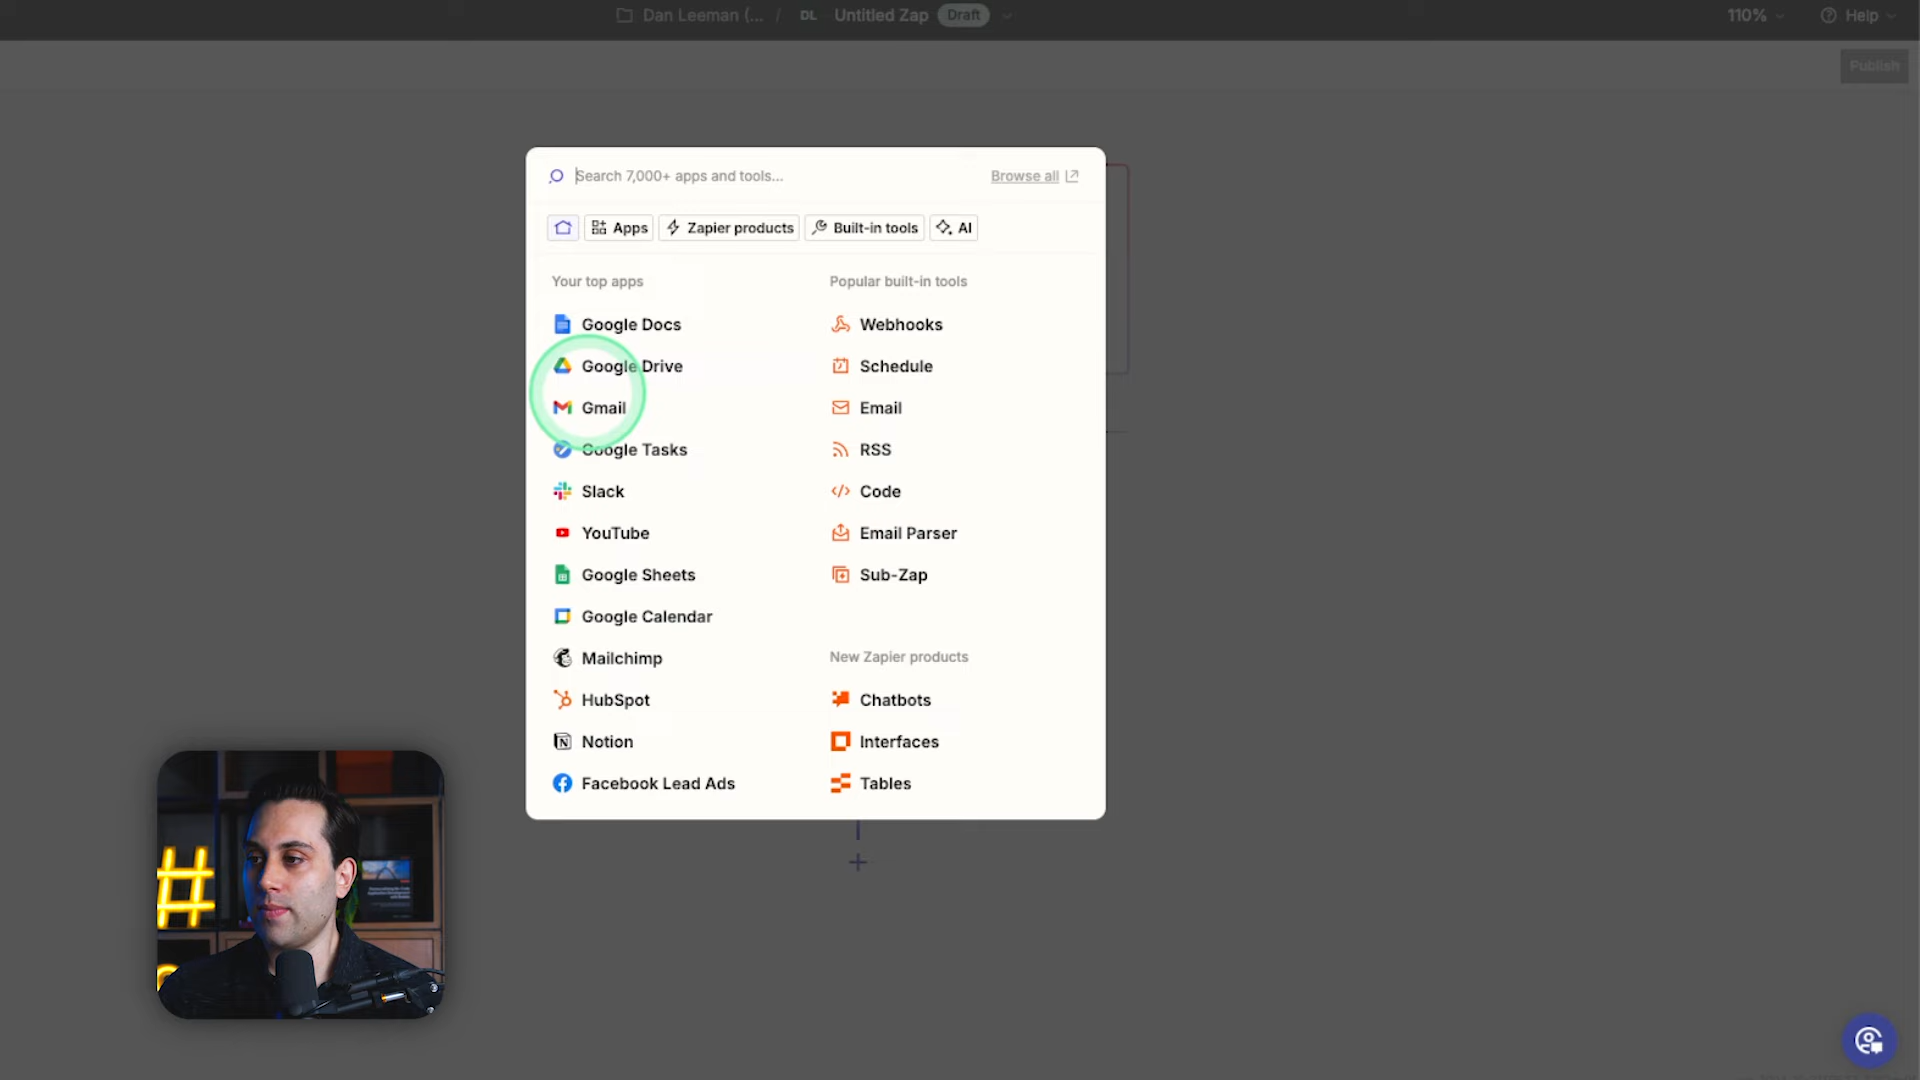 Dan Leeman (... / DL Untitled Zap Draft
110% Help
Publish
Search 7,000+ apps and tools... Browse all
Apps Zapier products Built-in tools AI
Your top apps
Google Docs
Google Drive
Gmail
Google Tasks
Slack
YouTube
Google Sheets
Google Calendar
Mailchimp
HubSpot
Notion
Facebook Lead Ads
Popular built-in tools
Webhooks
Schedule
Email
RSS
Code
Email Parser
Sub-Zap
New Zapier products
Chatbots
Interfaces
Tables
#